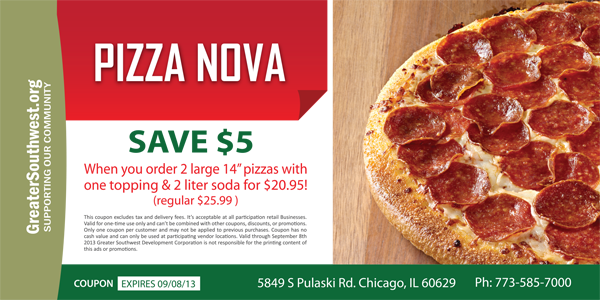 GreaterSouthwest.org
SUPPORTING OUR COMMUNITY
PIZZA NOVA
SAVE $5
When you order 2 large 14" pizzas with
one topping & 2 liter soda for $20.95!
(regular $25.99 )
This coupon excludes tax and delivery fees. It's acceptable at all participation retail Businesses.
Valid for one-time use only and can't be combined with other coupons, discounts, or promotions.
Only one coupon per customer and may not be applied to previous purchases. Coupon has no
cash value and can only be used at participating vendor locations. Valid through September 8th
2013 Greater Southwest Development Corporation is not responsible for the printing content of
this ads or promotions.
COUPON EXPIRES 09/08/13 5849 S Pulaski Rd. Chicago, IL 60629 Ph: 773-585-7000